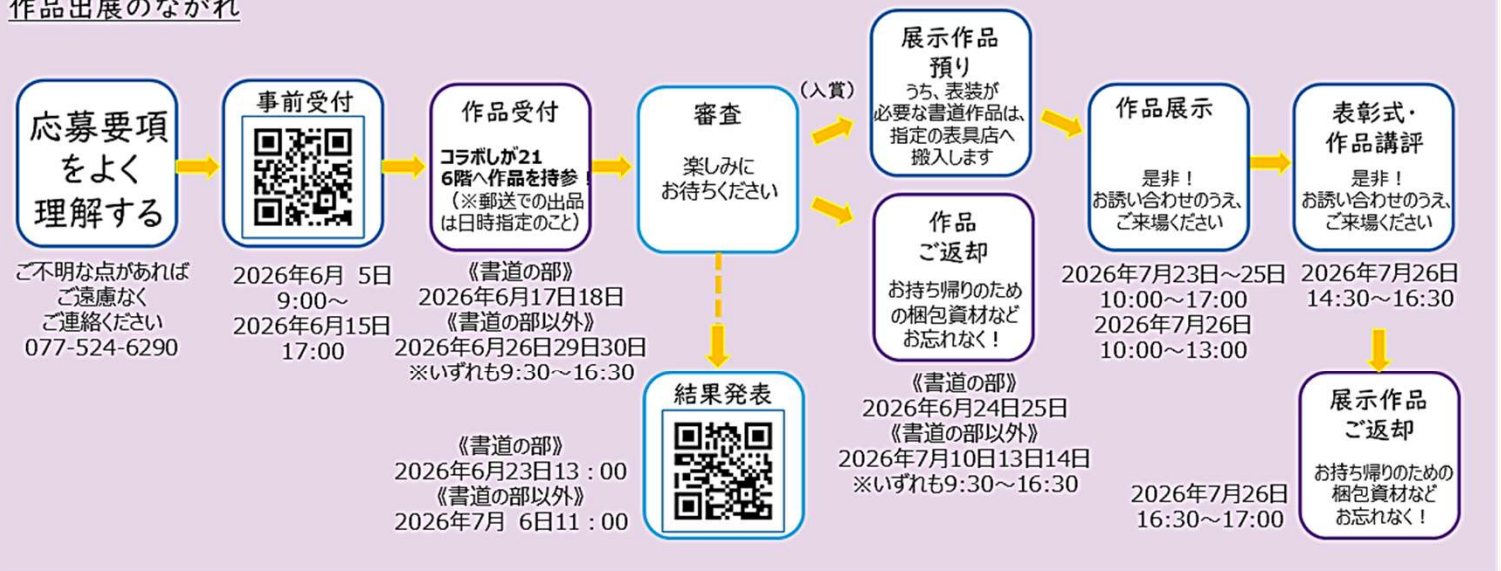 作品出展のながれ
応募要項
をよく
理解する
ご不明な点があれば
ご遠慮なく
ご連絡ください
077-524-6290
事前受付
2026年6月 5日
9:00～
2026年6月15日
17:00
作品受付
コラボしが21
6階へ作品を持参！
（※郵送での出品
は日時指定のこと）
《書道の部》
2026年6月17日18日
《書道の部以外》
2026年6月26日29日30日
※いずれも9:30～16:30
審査
楽しみに
お待ちください
結果発表
《書道の部》
2026年6月23日13：00
《書道の部以外》
2026年7月 6日11：00
（入賞）
展示作品
預り
うち、表装が
必要な書道作品は、
指定の表具店へ
搬入します
作品
ご返却
お持ち帰りのため
の梱包資材など
お忘れなく！
《書道の部》
2026年6月24日25日
《書道の部以外》
2026年7月10日13日14日
※いずれも9:30～16:30
作品展示
是非！
お誘い合わせのうえ、
ご来場ください
2026年7月23日～25日
10:00～17:00
2026年7月26日
10:00～13:00
表彰式・
作品講評
是非！
お誘い合わせのうえ、
ご来場ください
2026年7月26日
14:30～16:30
展示作品
ご返却
お持ち帰りのための
梱包資材など
お忘れなく！
2026年7月26日
16:30～17:00